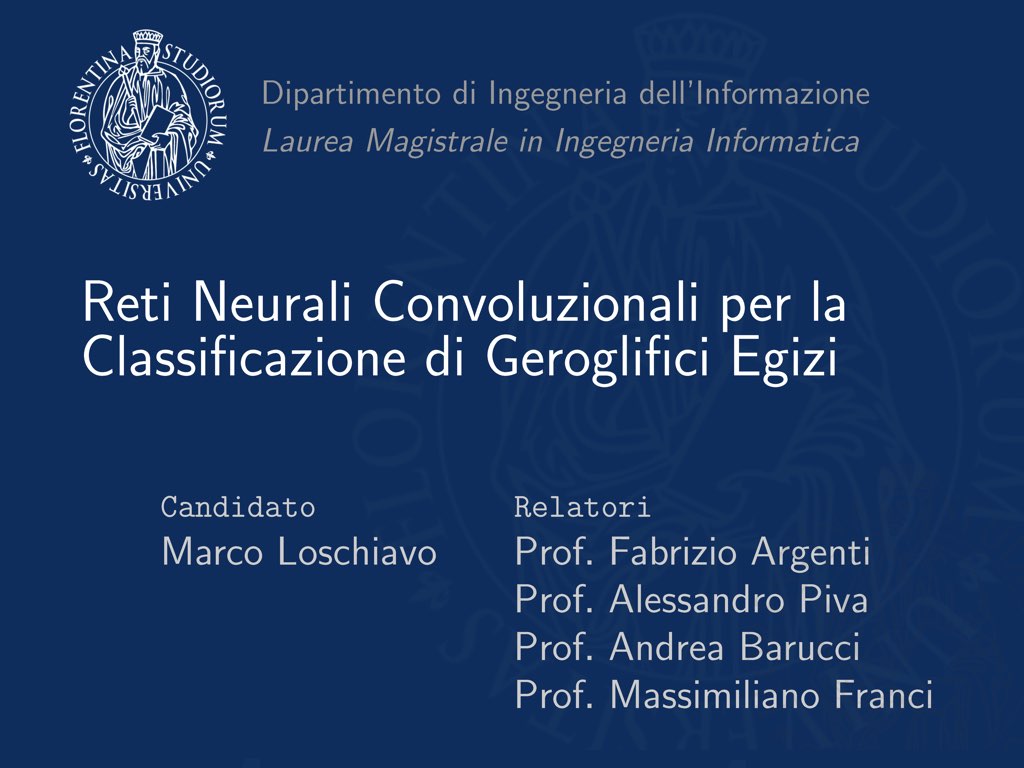 FLORENTINA STUDIORUM UNIVERSITAS
Dipartimento di Ingegneria dell'Informazione
Laurea Magistrale in Ingegneria Informatica
Reti Neurali Convoluzionali per la
Classificazione di Geroglifici Egizi
Candidato
Marco Loschiavo
Relatori
Prof. Fabrizio Argenti
Prof. Alessandro Piva
Prof. Andrea Barucci
Prof. Massimiliano Franci